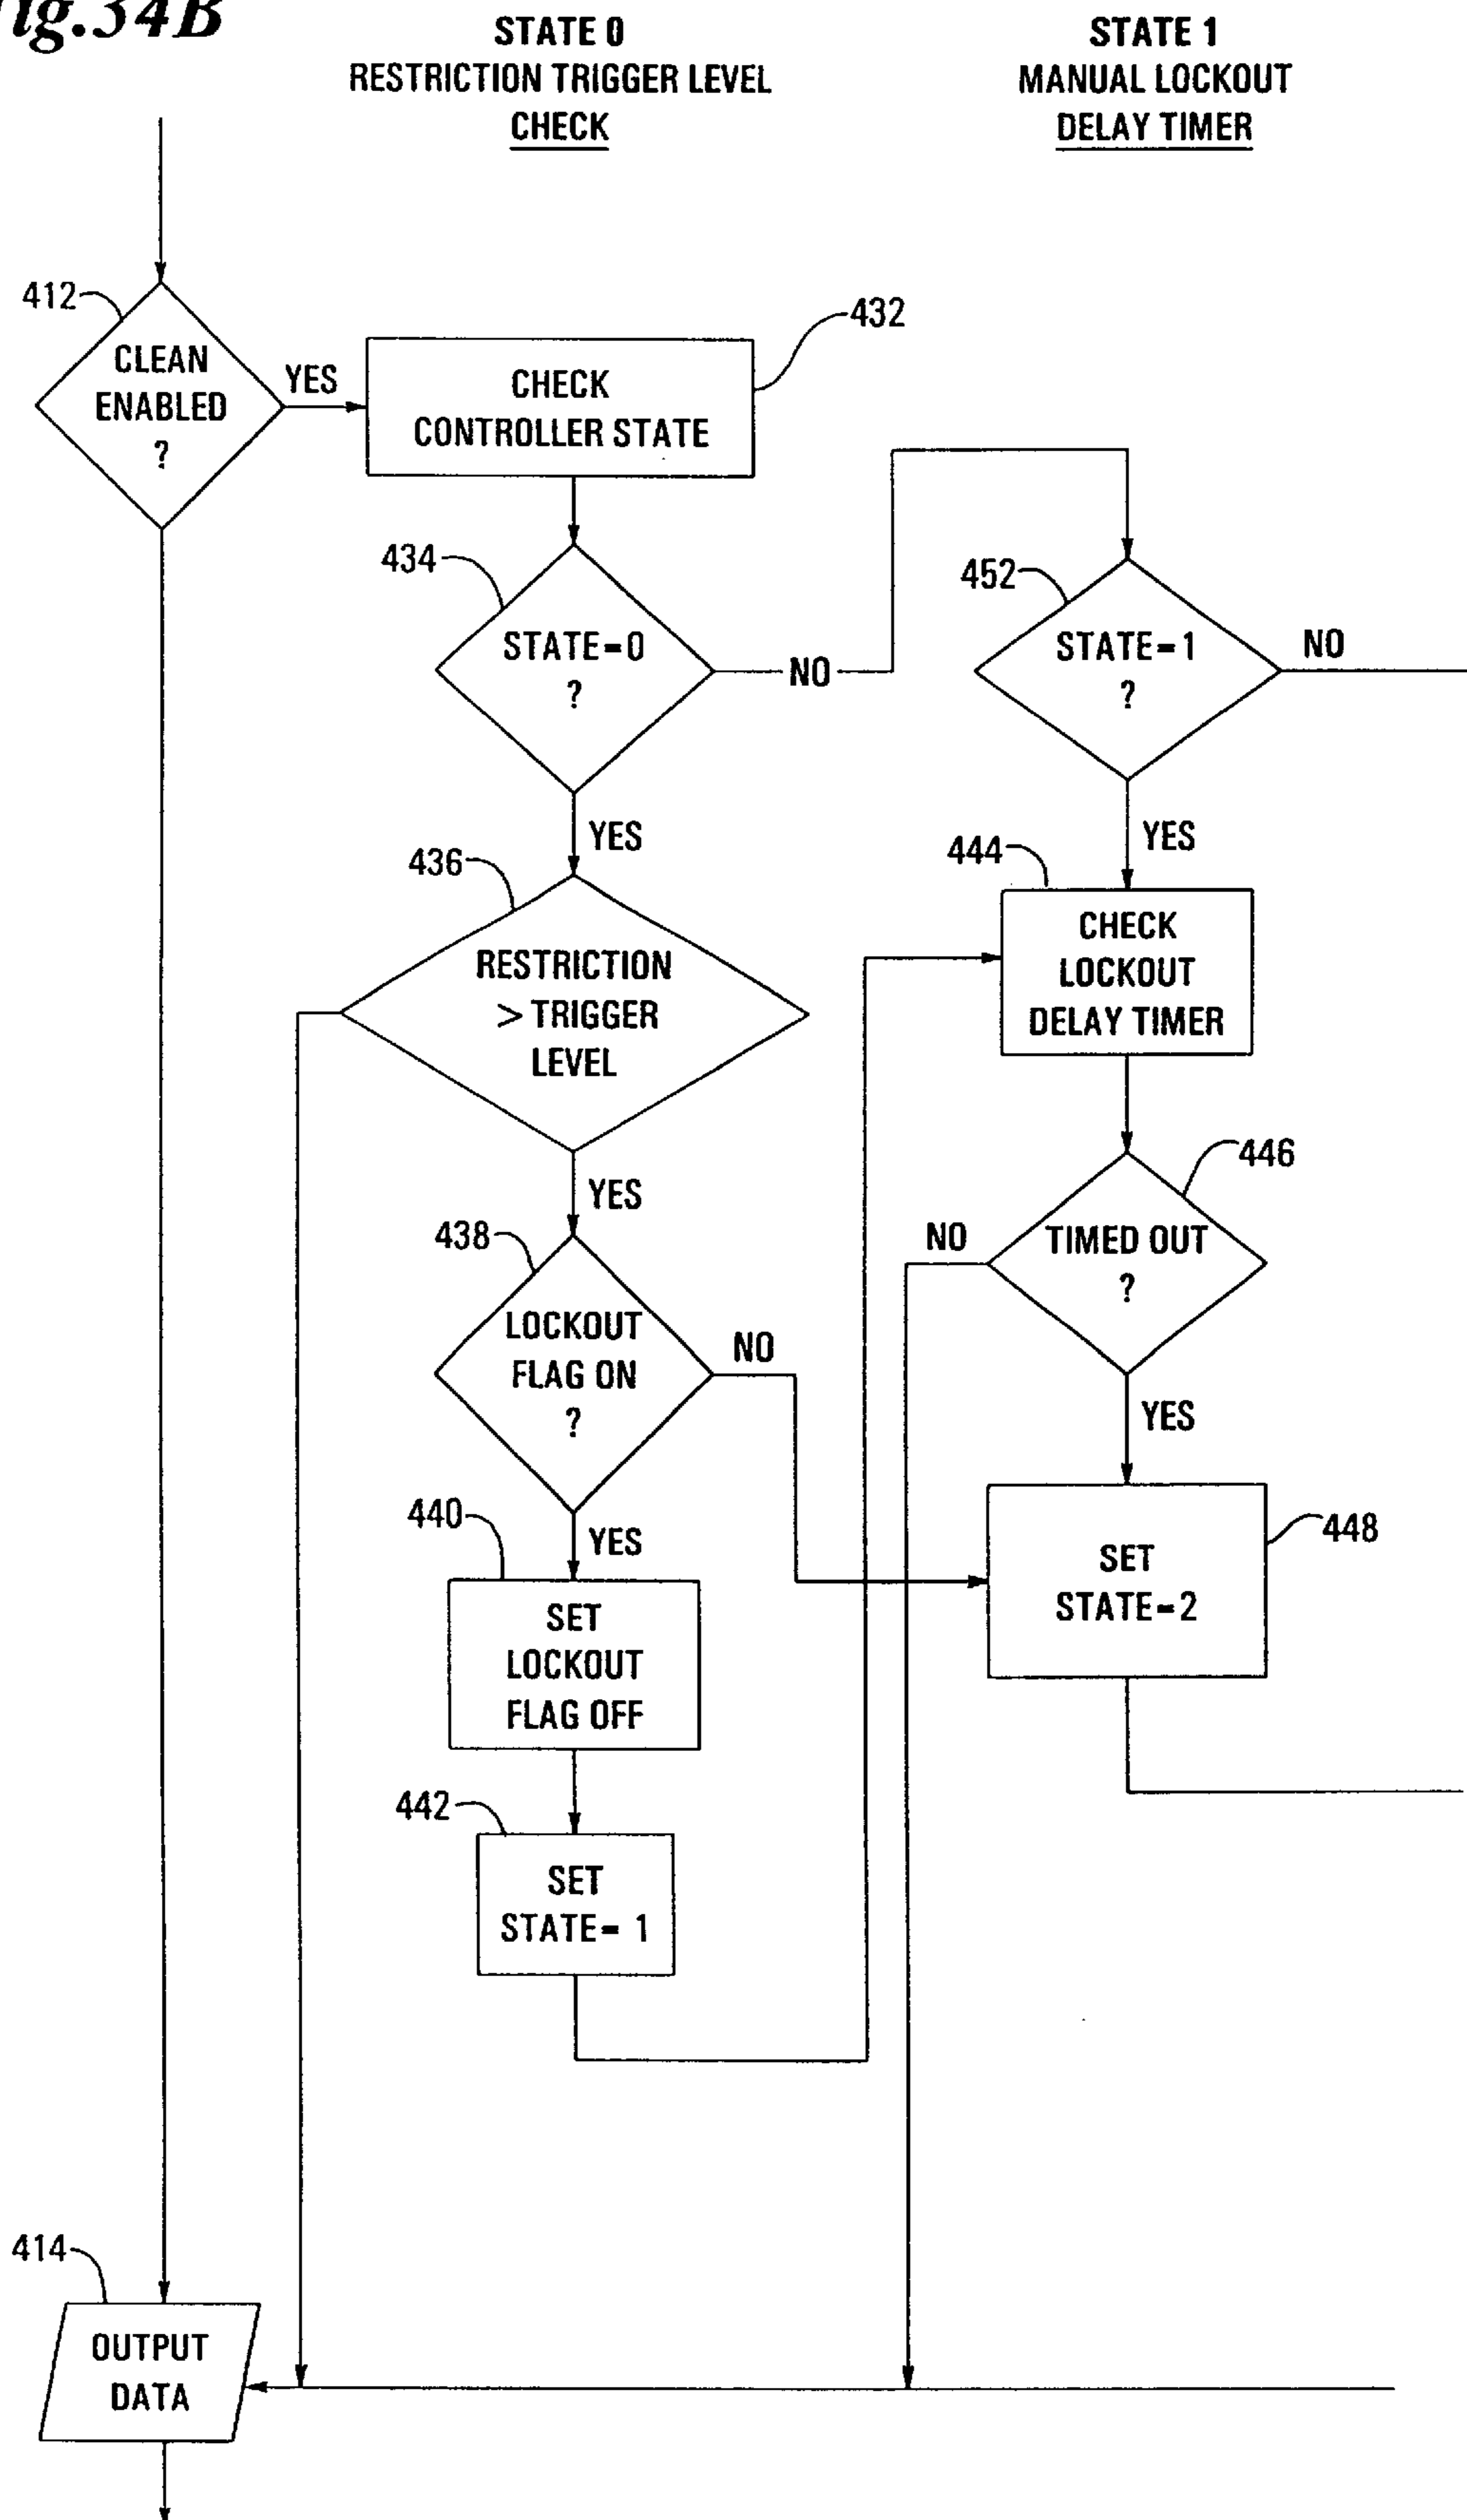 Fig.34B
STATE 0
RESTRICTION TRIGGER LEVEL
CHECK
STATE 1
MANUAL LOCKOUT
DELAY TIMER
412
CLEAN
ENABLED
?
YES
432
CHECK
CONTROLLER STATE
434
STATE=0
?
NO
452
STATE=1
?
NO
YES
436
RESTRICTION
> TRIGGER
LEVEL
YES
444
CHECK
LOCKOUT
DELAY TIMER
YES
438
LOCKOUT
FLAG ON
?
NO
446
TIMED OUT
?
NO
YES
440
YES
SET
LOCKOUT
FLAG OFF
448
SET
STATE=2
442
SET
STATE= 1
414
OUTPUT
DATA